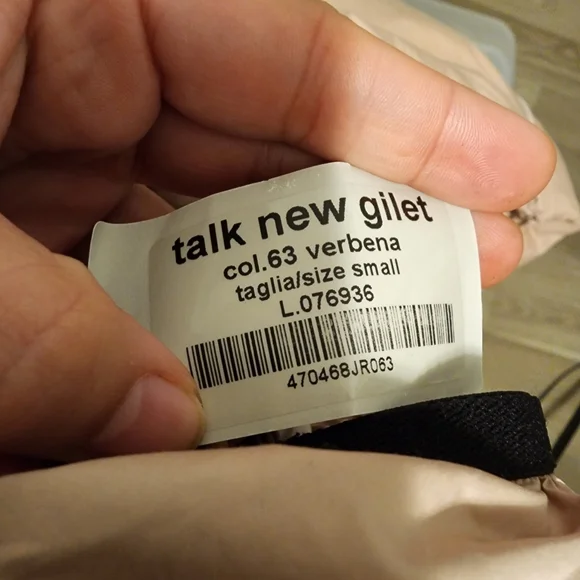 talk new gilet
col.63 verbena
taglia/size small
L.076936
470468JR063